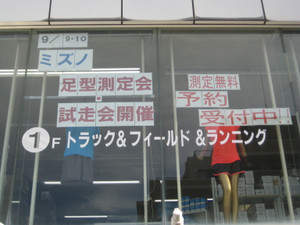 9/9・10
ミズノ
足型測定会
・
試走会開催
測定無料
予約
受付中!!
1F トラック&フィールド&ランニング